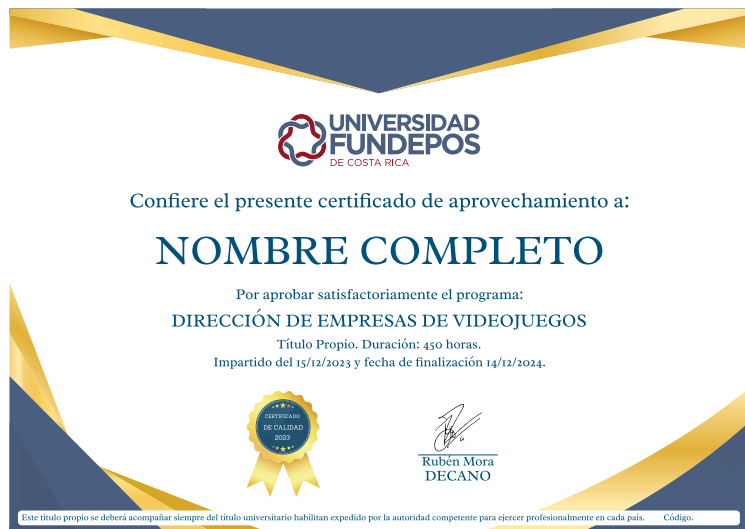 UNIVERSIDAD
FUNDEPOS
DE COSTA RICA
Confiere el presente certificado de aprovechamiento a:
NOMBRE COMPLETO
Por aprobar satisfactoriamente el programa:
DIRECCIÓN DE EMPRESAS DE VIDEOJUEGOS
Título Propio. Duración: 450 horas.
Impartido del 15/12/2023 y fecha de finalización 14/12/2024.
CERTIFICADO
DE CALIDAD
2023
Rubén Mora
DECANO
Este título propio se deberá acompañar siempre del título universitario habilitan expedido por la autoridad competente para ejercer profesionalmente en cada país. Código.